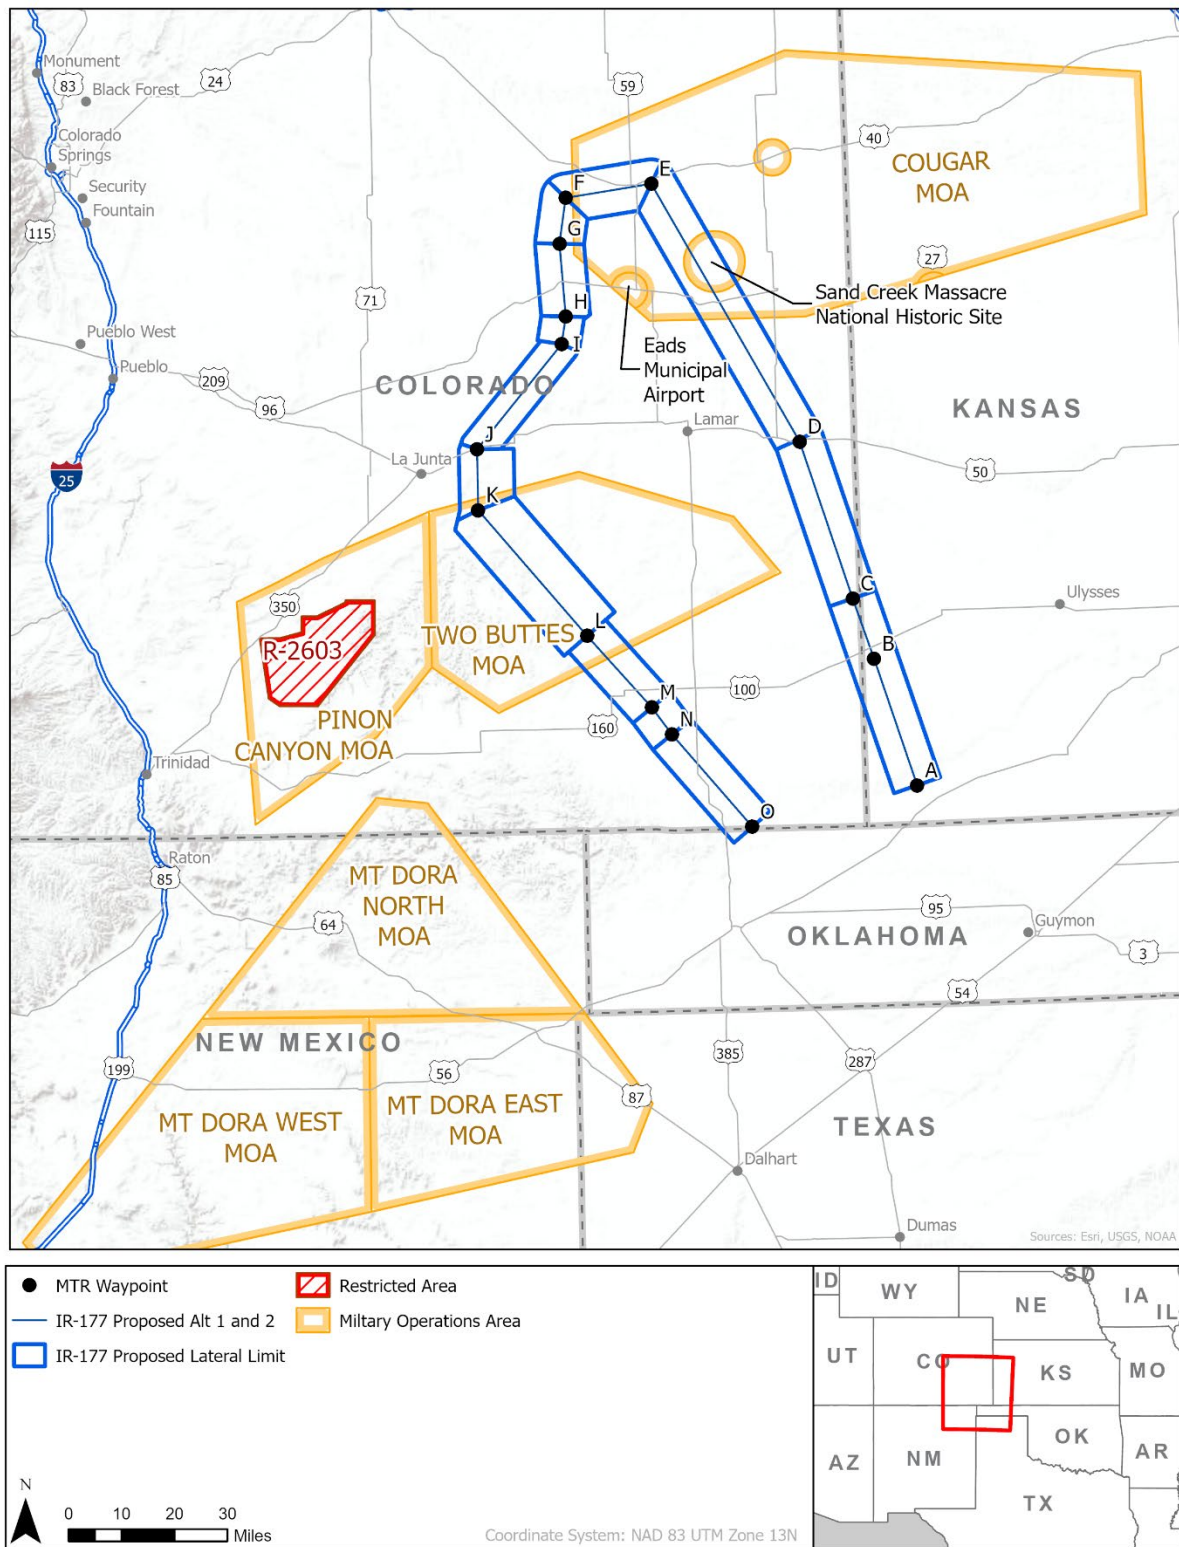 Monument
83
Black Forest
24
59
Colorado
Springs
Security
Fountain
115
40
COUGAR
MOA
E
F
G
27
71
H
I
Sand Creek Massacre
National Historic Site
Eads
Municipal
Airport
Pueblo West
Pueblo
209
96
COLORADO
KANSAS
Lamar
D
J
La Junta
50
25
K
C
Ulysses
350
R-2603
TWO BUTTES
MOA
L
B
100
M
N
160
PINON
CANYON MOA
Trinidad
A
O
Raton
85
MT DORA
NORTH
MOA
64
95
Guymon
OKLAHOMA
3
54
NEW MEXICO
385
287
199
56
87
MT DORA WEST
MOA
MT DORA EAST
MOA
TEXAS
Dalhart
Dumas
Sources: Esri, USGS, NOAA
MTR Waypoint
IR-177 Proposed Alt 1 and 2
IR-177 Proposed Lateral Limit
Restricted Area
Miltary Operations Area
N
0 10 20 30
Miles
Coordinate System: NAD 83 UTM Zone 13N
ID
WY
SD
NE
IA
IL
UT
CO
KS
MO
AZ
NM
OK
AR
TX